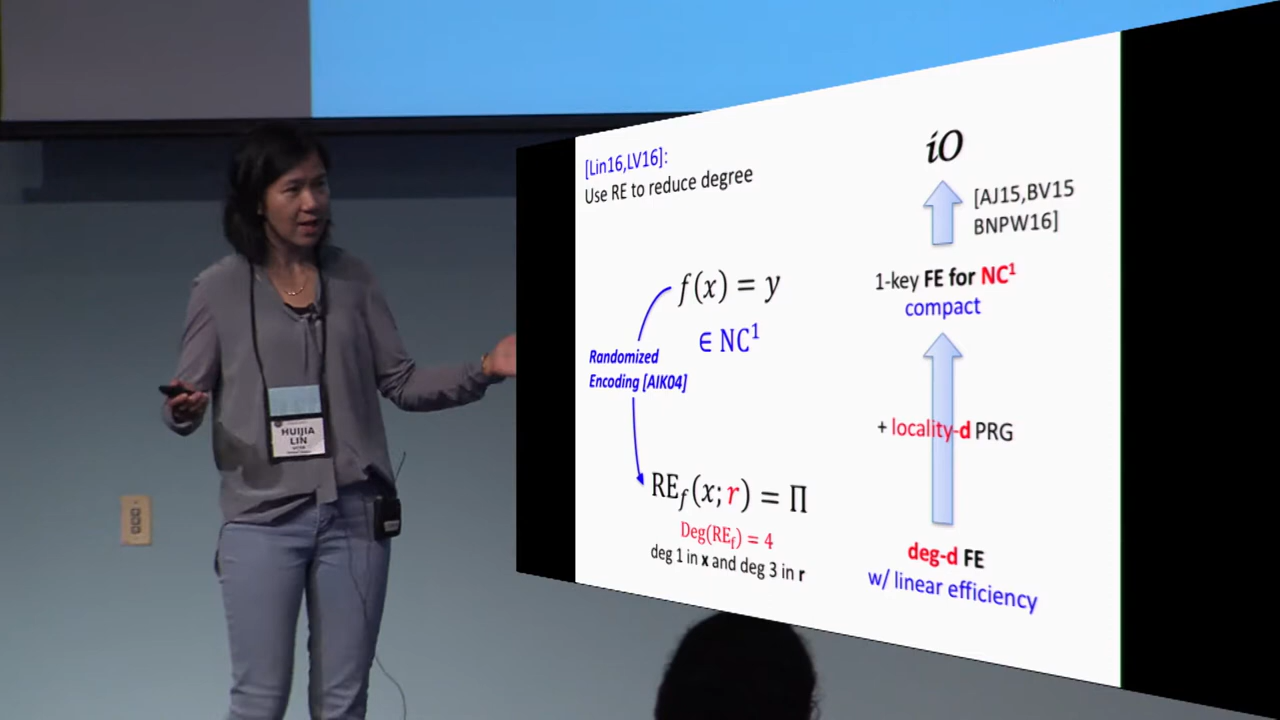 [Lin16,LV16]:
Use RE to reduce degree
f(x) = y
∈ NC¹
Randomized
Encoding [AIK04]
RE_f(x; r) = Π
Deg(RE_f) = 4
deg 1 in x and deg 3 in r
iO
[AJ15,BV15
BNPW16]
1-key FE for NC¹
compact
+ locality-d PRG
deg-d FE
w/ linear efficiency
HUIJIA
LIN